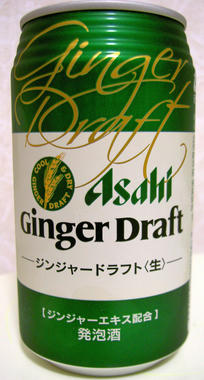 Ginger
Draft
COOL & DRY
GINGER DRAFT
Asahi
Ginger Draft
ジンジャードラフト〈生〉
【ジンジャーエキス配合】
発泡酒